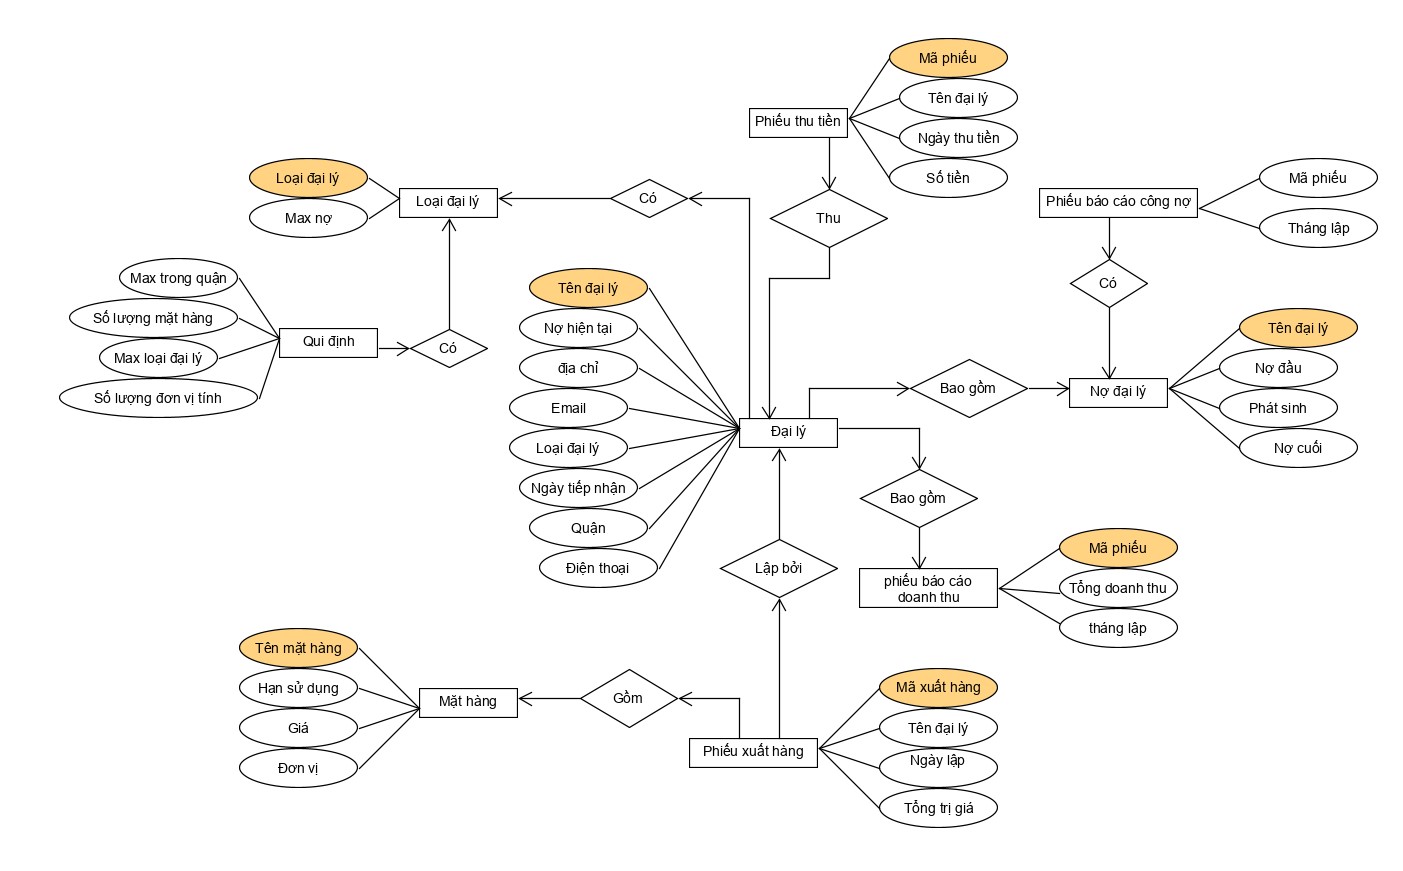 Mã phiếu
Tên đại lý
Phiếu thu tiền
Ngày thu tiền
Số tiền
Loại đại lý
Max nợ
Loại đại lý
Có
Thu
Phiếu báo cáo công nợ
Mã phiếu
Tháng lập
Có
Max trong quận
Số lượng mặt hàng
Max loại đại lý
Số lượng đơn vị tính
Qui định
Có
Tên đại lý
Nợ hiện tại
địa chỉ
Email
Loại đại lý
Ngày tiếp nhận
Quận
Điện thoại
Đại lý
Bao gồm
Nợ đại lý
Tên đại lý
Nợ đầu
Phát sinh
Nợ cuối
Bao gồm
Lập bởi
phiếu báo cáo
doanh thu
Mã phiếu
Tổng doanh thu
tháng lập
Tên mặt hàng
Hạn sử dụng
Giá
Đơn vị
Mặt hàng
Gồm
Phiếu xuất hàng
Mã xuất hàng
Tên đại lý
Ngày lập
Tổng trị giá